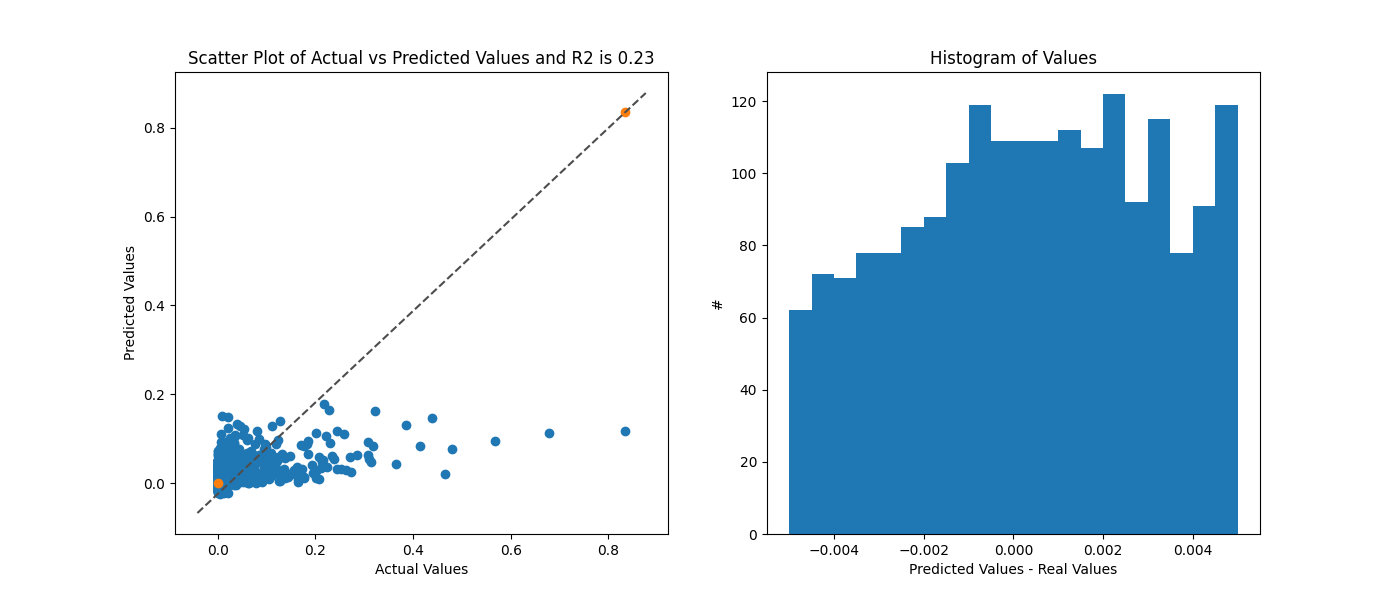 Scatter Plot of Actual vs Predicted Values and R2 is 0.23
0.8
0.6
0.4
0.2
0.0
Predicted Values
0.0 0.2 0.4 0.6 0.8
Actual Values
Histogram of Values
120
100
80
60
40
20
0
#
−0.004 −0.002 0.000 0.002 0.004
Predicted Values - Real Values